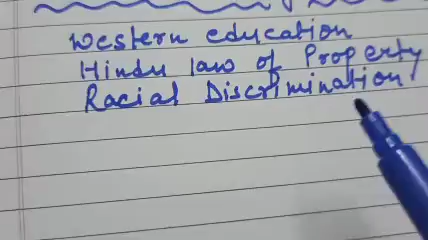 Western education
Hindu law of Property
Racial Discrimination